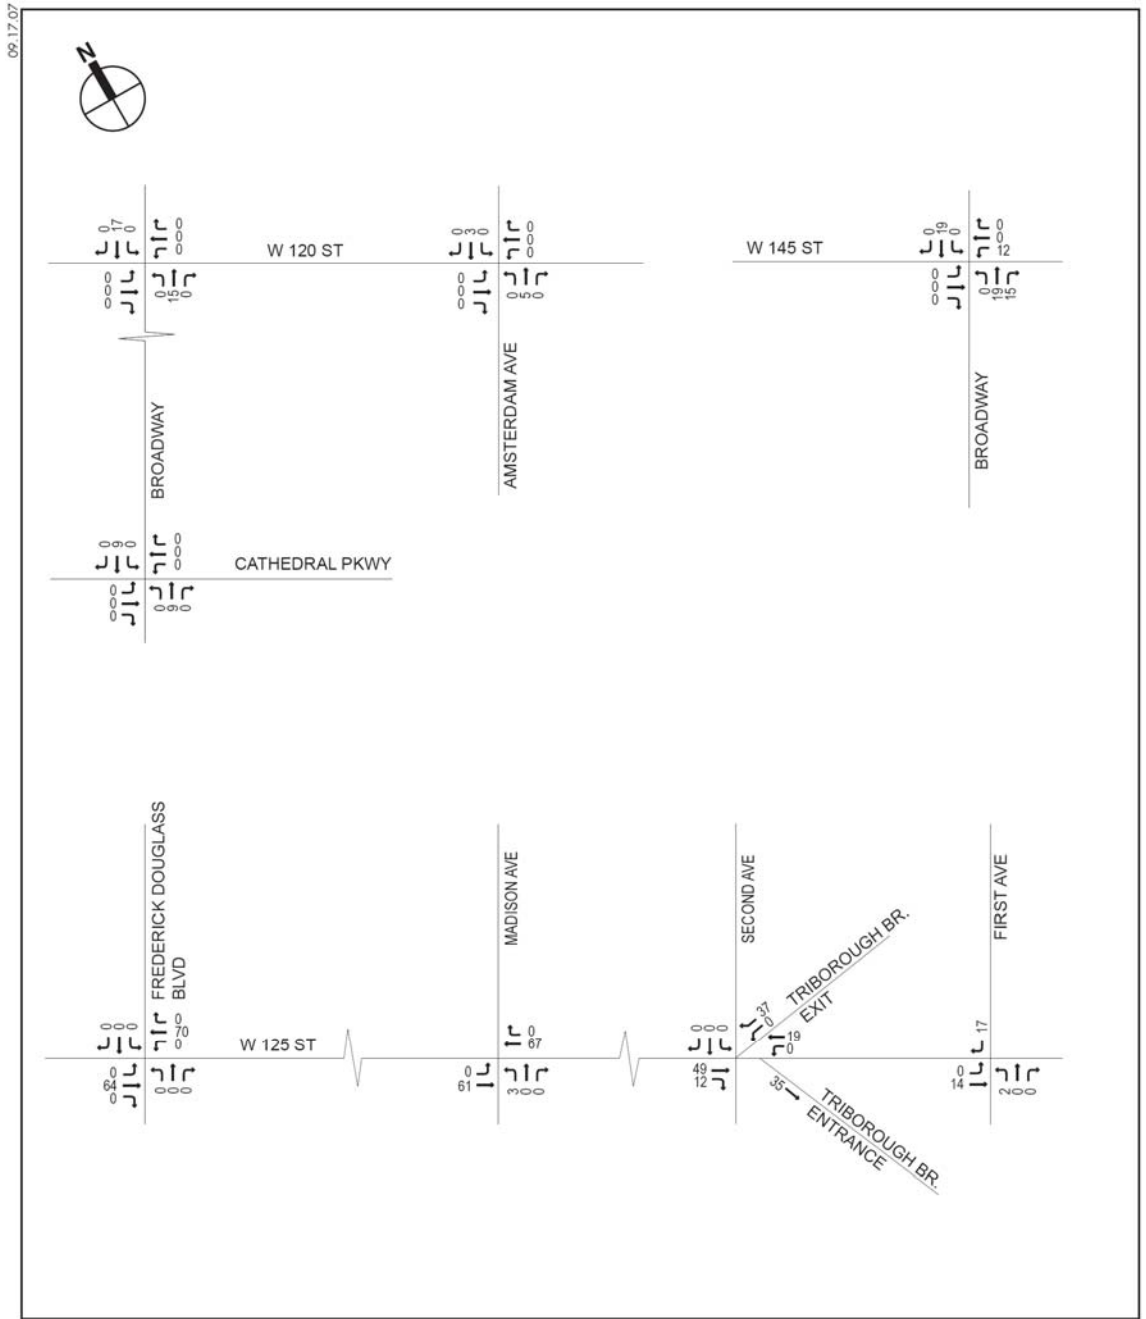 09.17.07
N
0 17 0
0
0
0
W 120 ST
0
0
0
0 15 0
0 3 0
0
0
0
0
0
0
0 5 0
W 145 ST
0 19 0
0
0
12
0
0
0
0 19 15
BROADWAY
AMSTERDAM AVE
BROADWAY
0 9 0
0
0
0
CATHEDRAL PKWY
0
0
0
0 9 0
FREDERICK DOUGLASS
BLVD
MADISON AVE
SECOND AVE
FIRST AVE
TRIBOROUGH BR.
EXIT
0 0 0
0
70
0
W 125 ST
0
64
0
0 0 0
0
67
0
61
3 0 0
0 0 0
37
0
19
0
49
12
35
TRIBOROUGH BR.
ENTRANCE
17
0
14
2 0 0